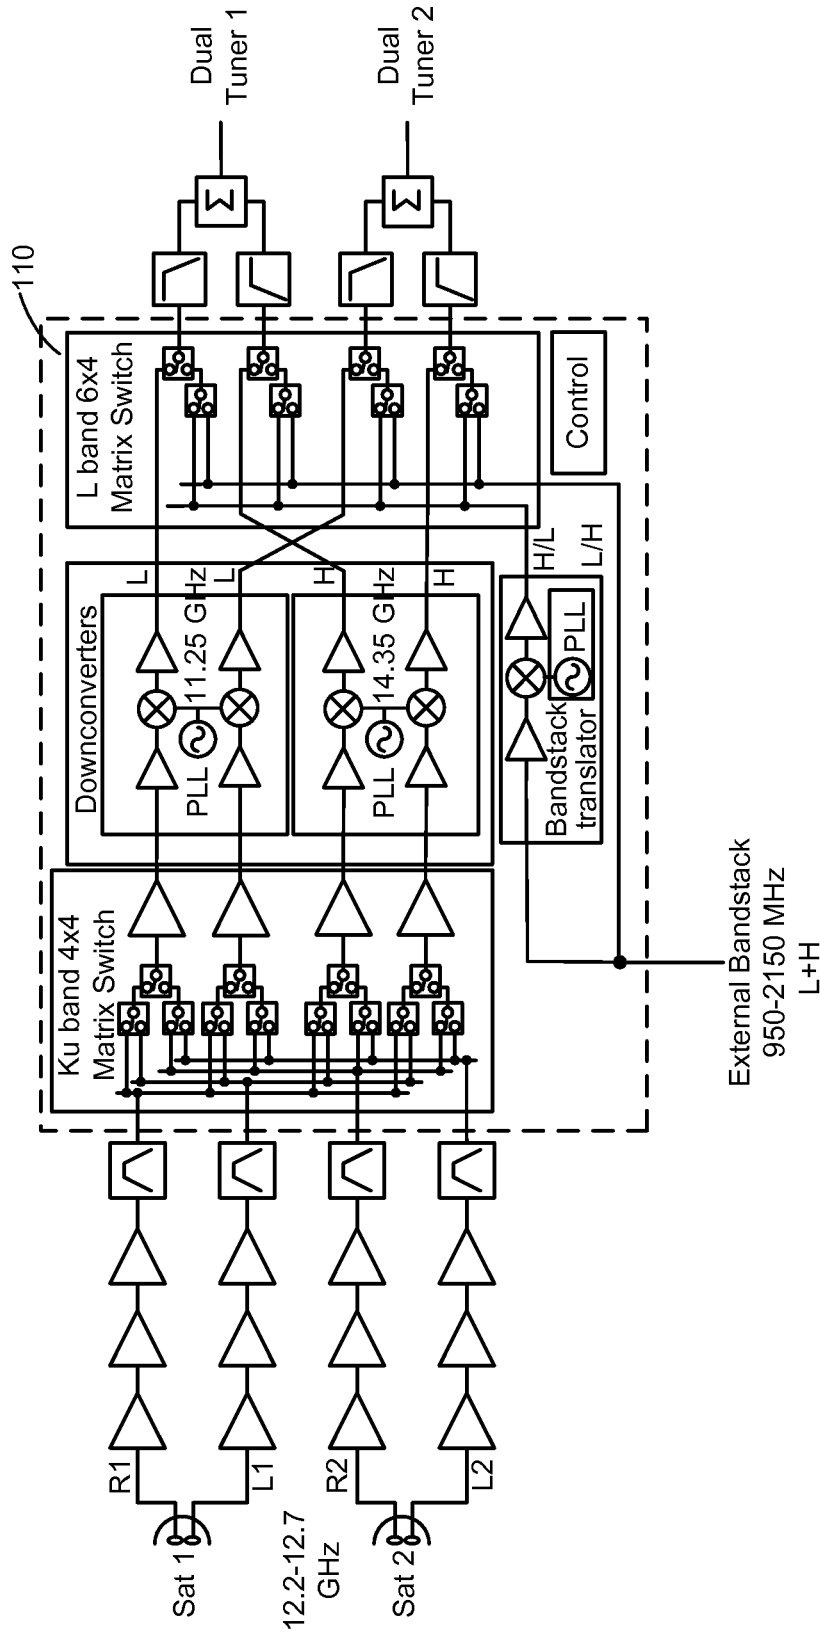 Sat 1
12.2-12.7
GHz
Sat 2
R1
L1
R2
L2
Ku band 4x4
Matrix Switch
Downconverters
PLL
11.25 GHz
PLL
14.35 GHz
L
L
H
H
L band 6x4
Matrix Switch
110
Control
Bandstack
translator
PLL
H/L
L/H
External Bandstack
950-2150 MHz
L+H
Σ
Σ
Dual
Tuner 1
Dual
Tuner 2